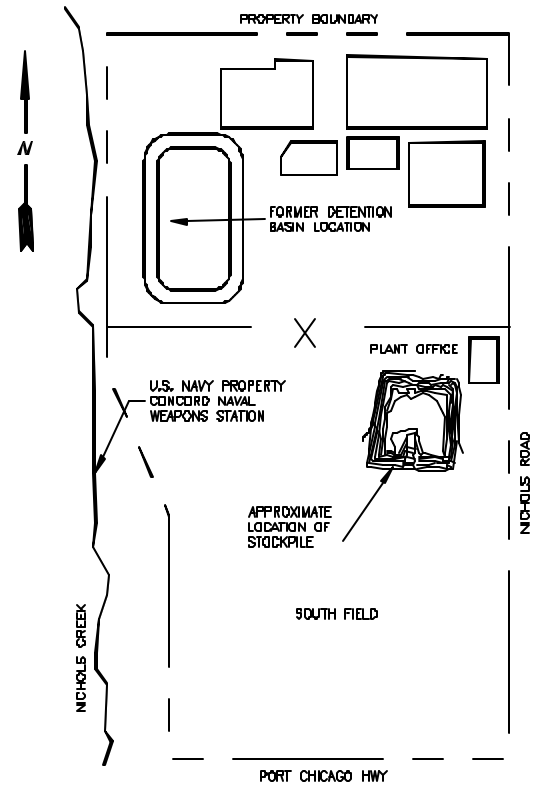 PROPERTY BOUNDARY
N
FORMER DETENTION
BASIN LOCATION
PLANT OFFICE
U.S. NAVY PROPERTY
CONCORD NAVAL
WEAPONS STATION
NICHOLS ROAD
APPROXIMATE
LOCATION OF
STOCKPILE
SOUTH FIELD
NICHOLS CREEK
PORT CHICAGO HWY